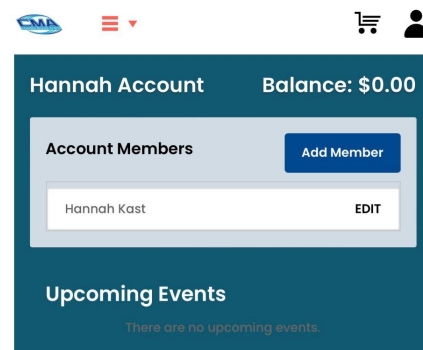 CMA
Hannah Account
Balance: $0.00
Account Members
Add Member
Hannah Kast
EDIT
Upcoming Events
There are no upcoming events.